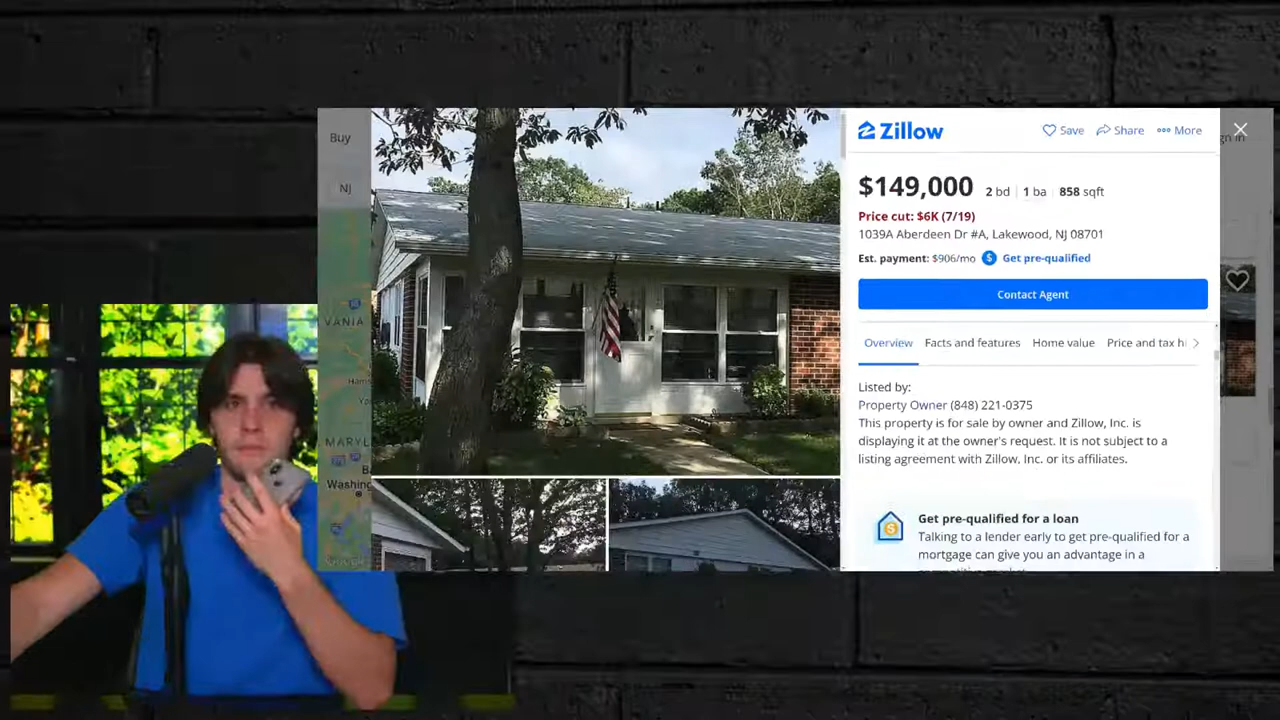 Buy
NJ
VANIA
MARYL
Washing
Zillow
Save
Share
More
$149,000 2 bd 1 ba 858 sqft
Price cut: $6K (7/19)
1039A Aberdeen Dr #A, Lakewood, NJ 08701
Est. payment: $906/mo $ Get pre-qualified
Contact Agent
Overview Facts and features Home value Price and tax hi
Listed by:
Property Owner (848) 221-0375
This property is for sale by owner and Zillow, Inc. is
displaying it at the owner's request. It is not subject to a
listing agreement with Zillow, Inc. or its affiliates.
Get pre-qualified for a loan
Talking to a lender early to get pre-qualified for a
mortgage can give you an advantage in a